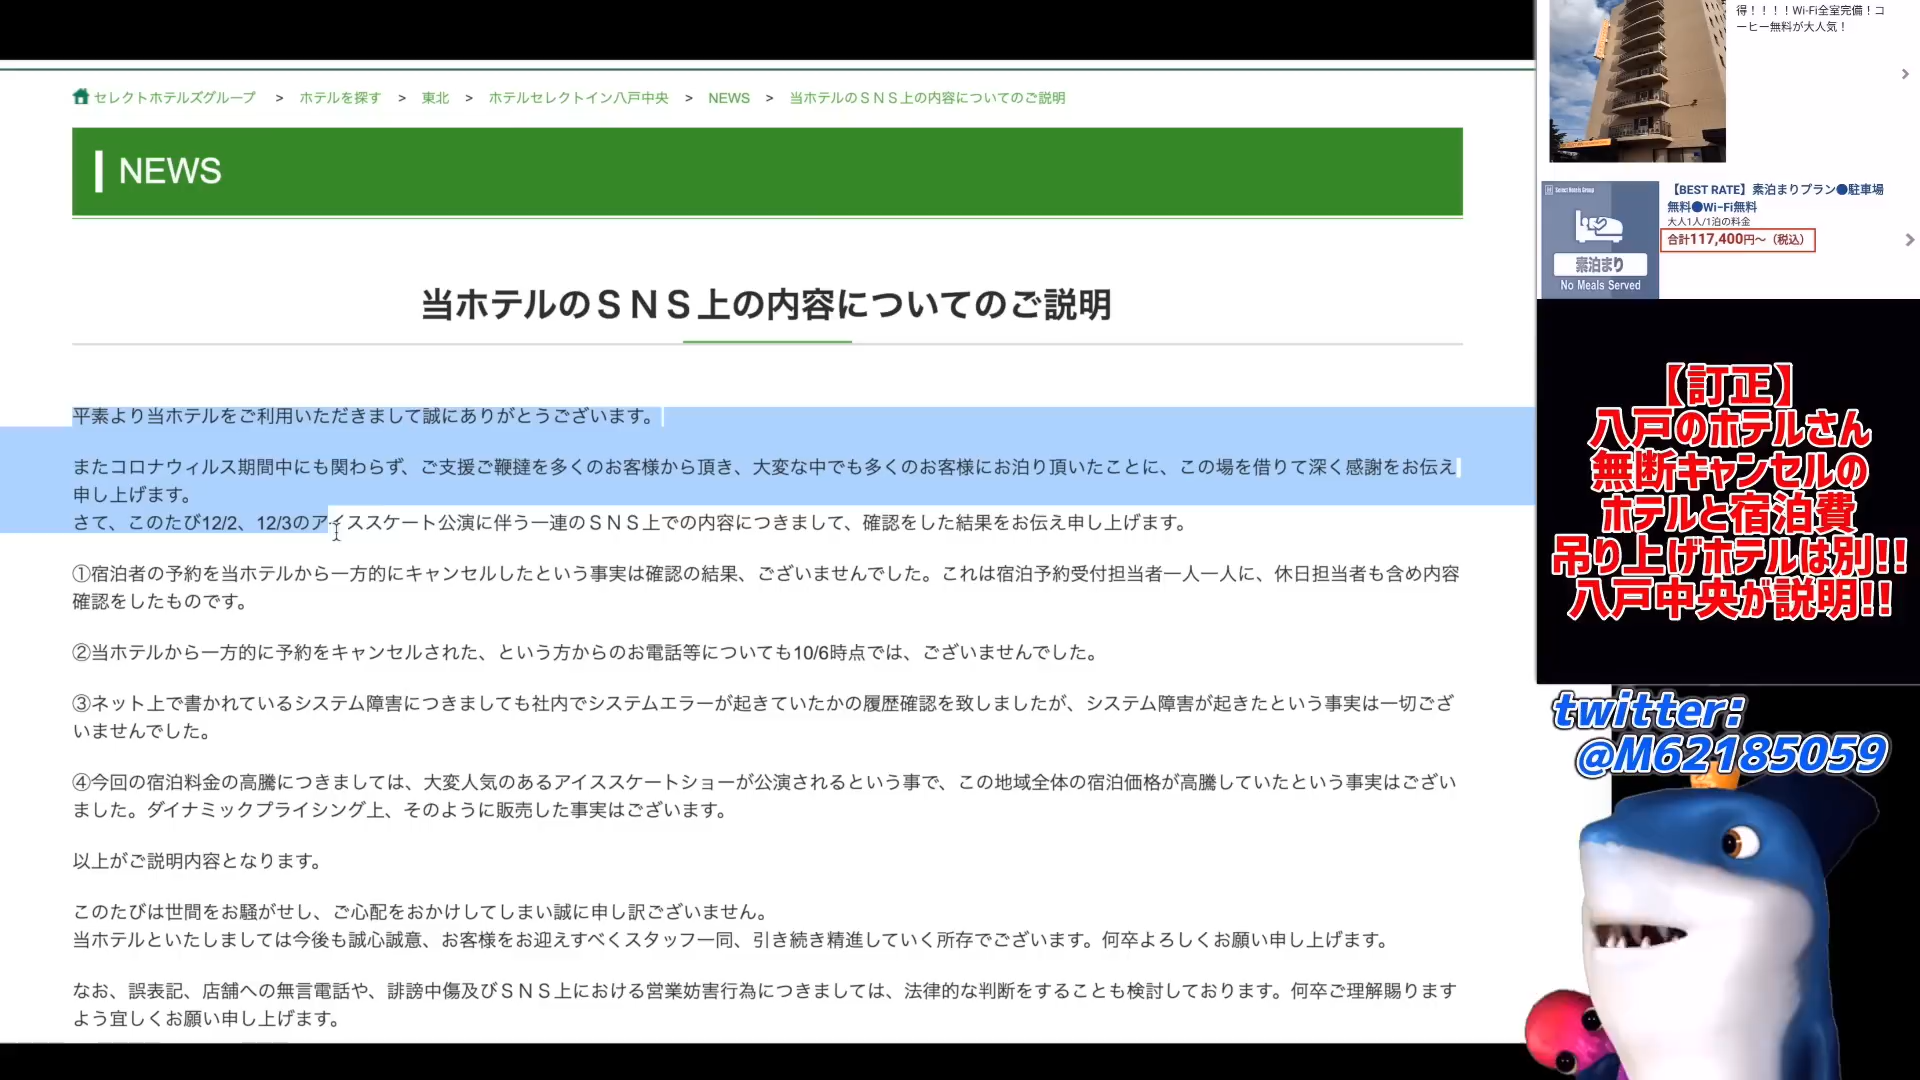 セレクトホテルズグループ > ホテルを探す > 東北 > ホテルセレクトイン八戸中央 > NEWS > 当ホテルのＳＮＳ上の内容についてのご説明
NEWS
当ホテルのＳＮＳ上の内容についてのご説明
平素より当ホテルをご利用いただきまして誠にありがとうございます。
またコロナウィルス期間中にも関わらず、ご支援ご鞭撻を多くのお客様から頂き、大変な中でも多くのお客様にお泊り頂いたことに、この場を借りて深く感謝をお伝え
申し上げます。
さて、このたび12/2、12/3のアイススケート公演に伴う一連のＳＮＳ上での内容につきまして、確認をした結果をお伝え申し上げます。
①宿泊者の予約を当ホテルから一方的にキャンセルしたという事実は確認の結果、ございませんでした。これは宿泊予約受付担当者一人一人に、休日担当者も含め内容
確認をしたものです。
②当ホテルから一方的に予約をキャンセルされた、という方からのお電話等についても10/6時点では、ございませんでした。
③ネット上で書かれているシステム障害につきましても社内でシステムエラーが起きていたかの履歴確認を致しましたが、システム障害が起きたという事実は一切ござ
いませんでした。
④今回の宿泊料金の高騰につきましては、大変人気のあるアイススケートショーが公演されるという事で、この地域全体の宿泊価格が高騰していたという事実はござい
ました。ダイナミックプライシング上、そのように販売した事実はございます。
以上がご説明内容となります。
このたびは世間をお騒がせし、ご心配をおかけしてしまい誠に申し訳ございません。
当ホテルといたしましては今後も誠心誠意、お客様をお迎えすべくスタッフ一同、引き続き精進していく所存でございます。何卒よろしくお願い申し上げます。
なお、誤表記、店舗への無言電話や、誹謗中傷及びＳＮＳ上における営業妨害行為につきましては、法律的な判断をすることも検討しております。何卒ご理解賜ります
よう宜しくお願い申し上げます。
得！！！！Wi-Fi全室完備！コ
ーヒー無料が大人気！
Select Hotels Group
素泊まり
No Meals Served
【BEST RATE】素泊まりプラン●駐車場
無料●Wi-Fi無料
大人1人/1泊の料金
合計117,400円～（税込）
【訂正】
八戸のホテルさん
無断キャンセルの
ホテルと宿泊費
吊り上げホテルは別!!
八戸中央が説明!!
twitter:
@M62185059